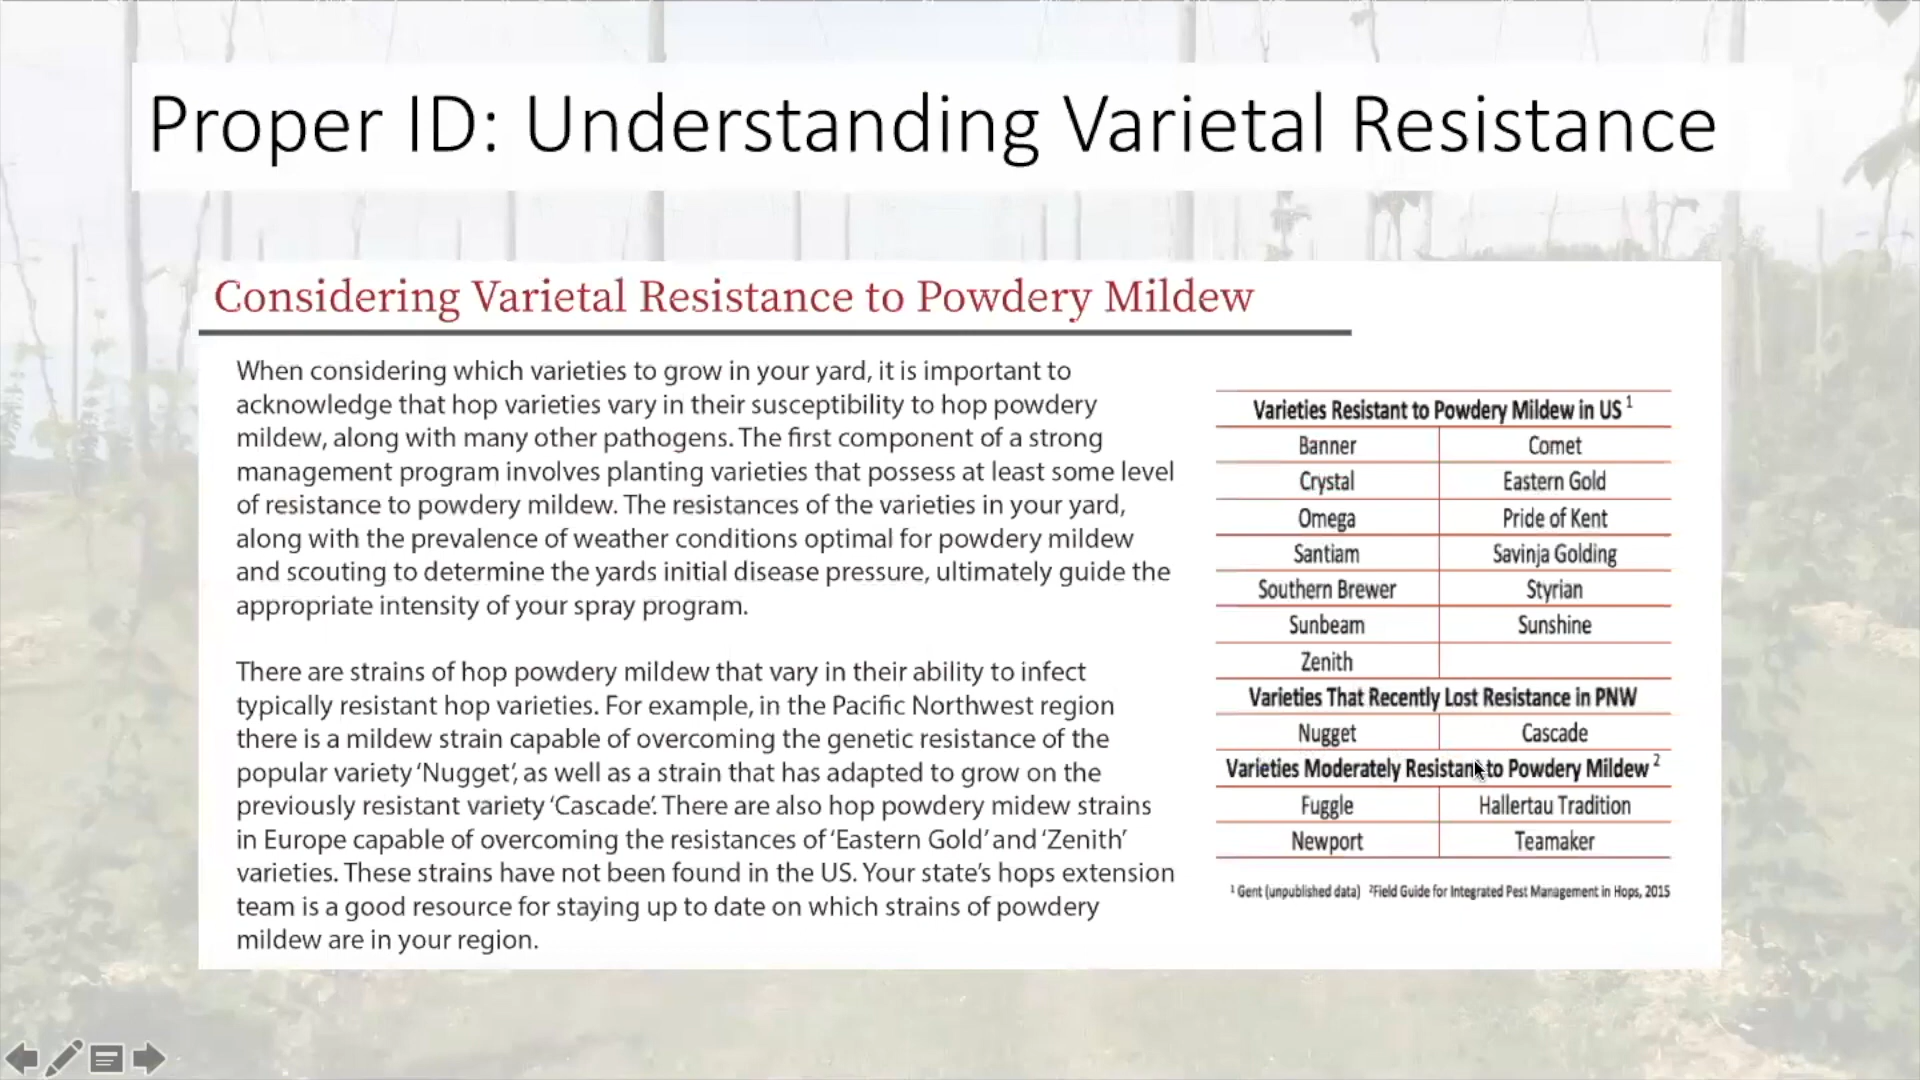 Proper ID: Understanding Varietal Resistance
Considering Varietal Resistance to Powdery Mildew
When considering which varieties to grow in your yard, it is important to
acknowledge that hop varieties vary in their susceptibility to hop powdery
mildew, along with many other pathogens. The first component of a strong
management program involves planting varieties that possess at least some level
of resistance to powdery mildew. The resistances of the varieties in your yard,
along with the prevalence of weather conditions optimal for powdery mildew
and scouting to determine the yards initial disease pressure, ultimately guide the
appropriate intensity of your spray program.
There are strains of hop powdery mildew that vary in their ability to infect
typically resistant hop varieties. For example, in the Pacific Northwest region
there is a mildew strain capable of overcoming the genetic resistance of the
popular variety ‘Nugget’, as well as a strain that has adapted to grow on the
previously resistant variety ‘Cascade’. There are also hop powdery midew strains
in Europe capable of overcoming the resistances of ‘Eastern Gold’ and ‘Zenith’
varieties. These strains have not been found in the US. Your state’s hops extension
team is a good resource for staying up to date on which strains of powdery
mildew are in your region.
Varieties Resistant to Powdery Mildew in US ¹
Banner Comet
Crystal Eastern Gold
Omega Pride of Kent
Santiam Savinja Golding
Southern Brewer Styrian
Sunbeam Sunshine
Zenith
Varieties That Recently Lost Resistance in PNW
Nugget Cascade
Varieties Moderately Resistant to Powdery Mildew ²
Fuggle Hallertau Tradition
Newport Teamaker
¹ Gent (unpublished data) ²Field Guide for Integrated Pest Management in Hops, 2015